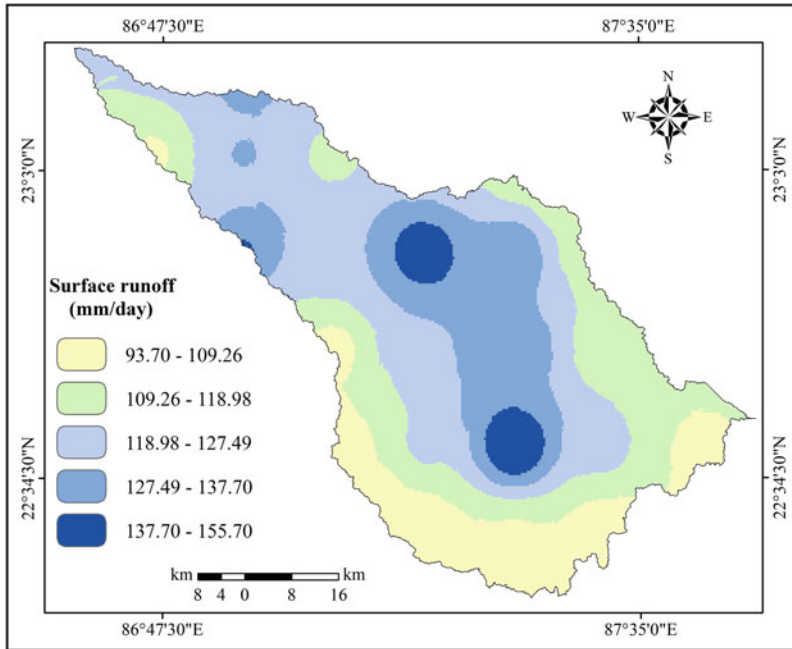 86°47'30"E 87°35'0"E
N
W E
S
23°3'0"N 23°3'0"N
Surface runoff
(mm/day)
93.70 - 109.26
109.26 - 118.98
118.98 - 127.49
127.49 - 137.70
137.70 - 155.70
22°34'30"N 22°34'30"N
km km
8 4 0 8 16
86°47'30"E 87°35'0"E